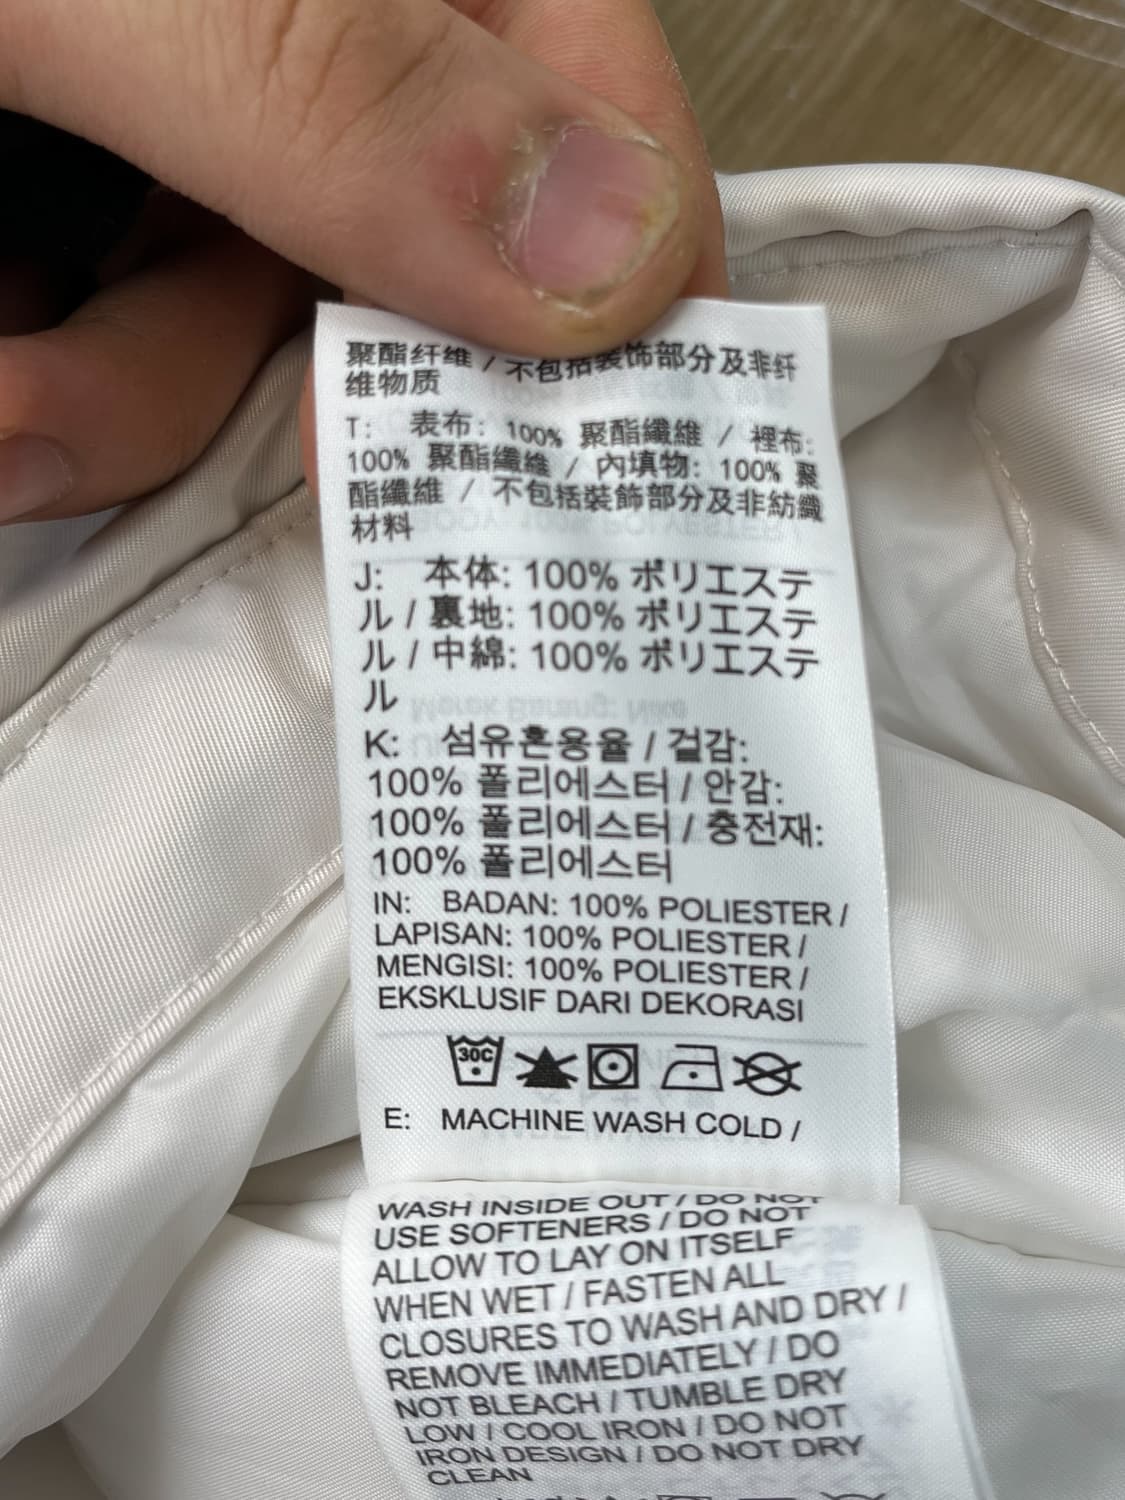 聚酯纤维 / 不包括装饰部分及非纤
维物质
T: 表布: 100% 聚酯纖維 / 裡布:
100% 聚酯纖維 / 內填物: 100% 聚
酯纖維 / 不包括裝飾部分及非紡織
材料
J: 本体: 100% ポリエステ
ル / 裏地: 100% ポリエステ
ル / 中綿: 100% ポリエステ
ル
K: 섬유혼용율 / 겉감:
100% 폴리에스터 / 안감:
100% 폴리에스터 / 충전재:
100% 폴리에스터
IN: BADAN: 100% POLIESTER /
LAPISAN: 100% POLIESTER /
MENGISI: 100% POLIESTER /
EKSKLUSIF DARI DEKORASI
30C
E: MACHINE WASH COLD /
WASH INSIDE OUT / DO NOT
USE SOFTENERS / DO NOT
ALLOW TO LAY ON ITSELF
WHEN WET / FASTEN ALL
CLOSURES TO WASH AND DRY /
REMOVE IMMEDIATELY / DO
NOT BLEACH / TUMBLE DRY
LOW / COOL IRON / DO NOT
IRON DESIGN / DO NOT DRY
CLEAN